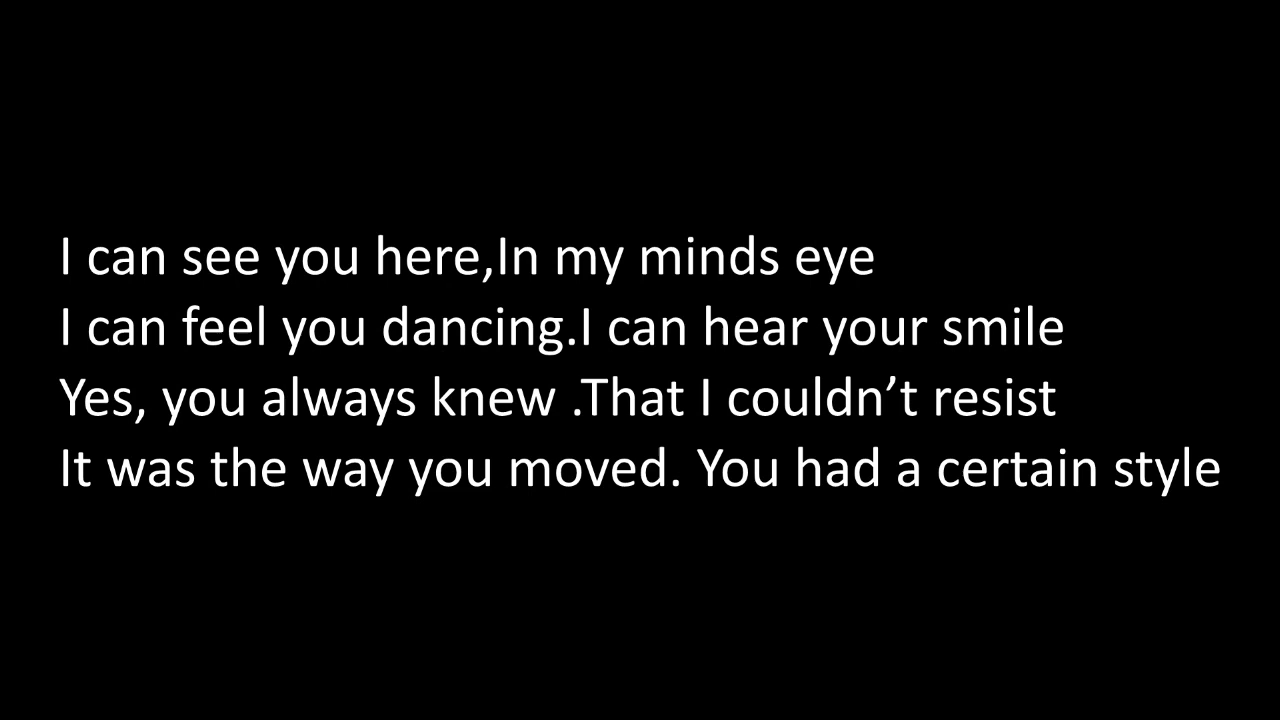 I can see you here,In my minds eye
I can feel you dancing.I can hear your smile
Yes, you always knew .That I couldn’t resist
It was the way you moved. You had a certain style